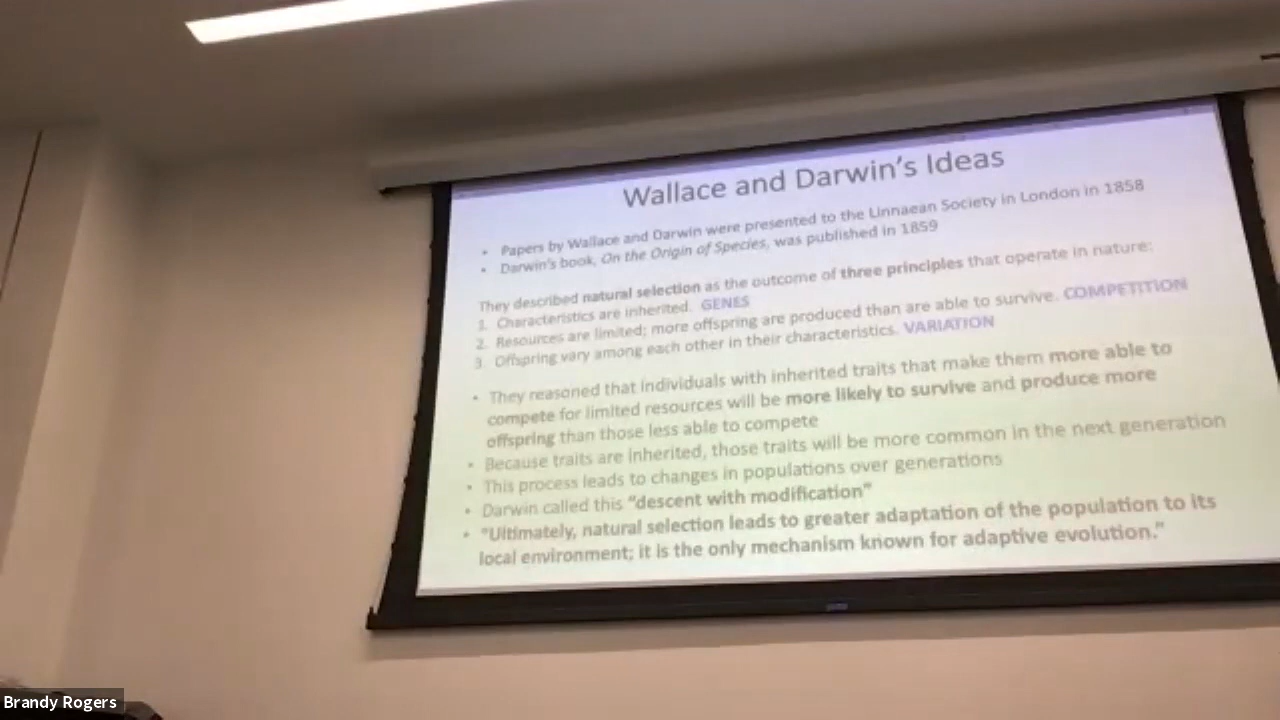 Wallace and Darwin's Ideas
• Papers by Wallace and Darwin were presented to the Linnaean Society in London in 1858
• Darwin's book, On the Origin of Species, was published in 1859
They described natural selection as the outcome of three principles that operate in nature:
1. Characteristics are inherited. GENES
2. Resources are limited; more offspring are produced than are able to survive. COMPETITION
3 Offspring vary among each other in their characteristics. VARIATION
• They reasoned that individuals with inherited traits that make them more able to
compete for limited resources will be more likely to survive and produce more
offspring than those less able to compete
• Because traits are inherited, those traits will be more common in the next generation
• This process leads to changes in populations over generations
• Darwin called this "descent with modification"
• "Ultimately, natural selection leads to greater adaptation of the population to its
local environment; it is the only mechanism known for adaptive evolution."
Brandy Rogers